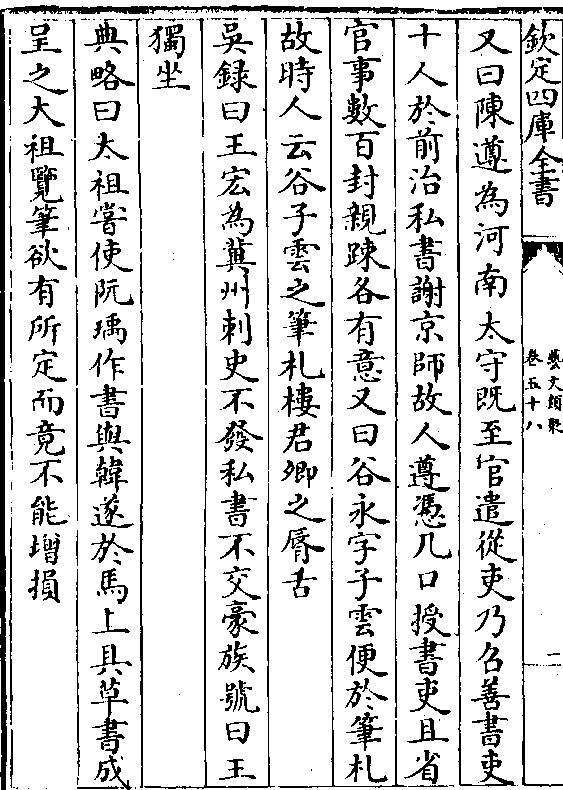 欽定四庫全書
藝文類聚
卷五十八
二
又曰陳遵為河南太守既至官遣從吏乃召善書吏
十人於前治私書謝京師故人遵憑几口授書吏且省
官事數百封親疎各有意又曰谷永字子雲便於筆札
故時人云谷子雲之筆札樓君卿之脣舌
吳録曰王宏為冀州刺史不發私書不交豪族號曰王
獨坐
典略曰太祖嘗使阮瑀作書與韓遂於馬上具草書成
呈之大祖覽筆欲有所定而竟不能增損